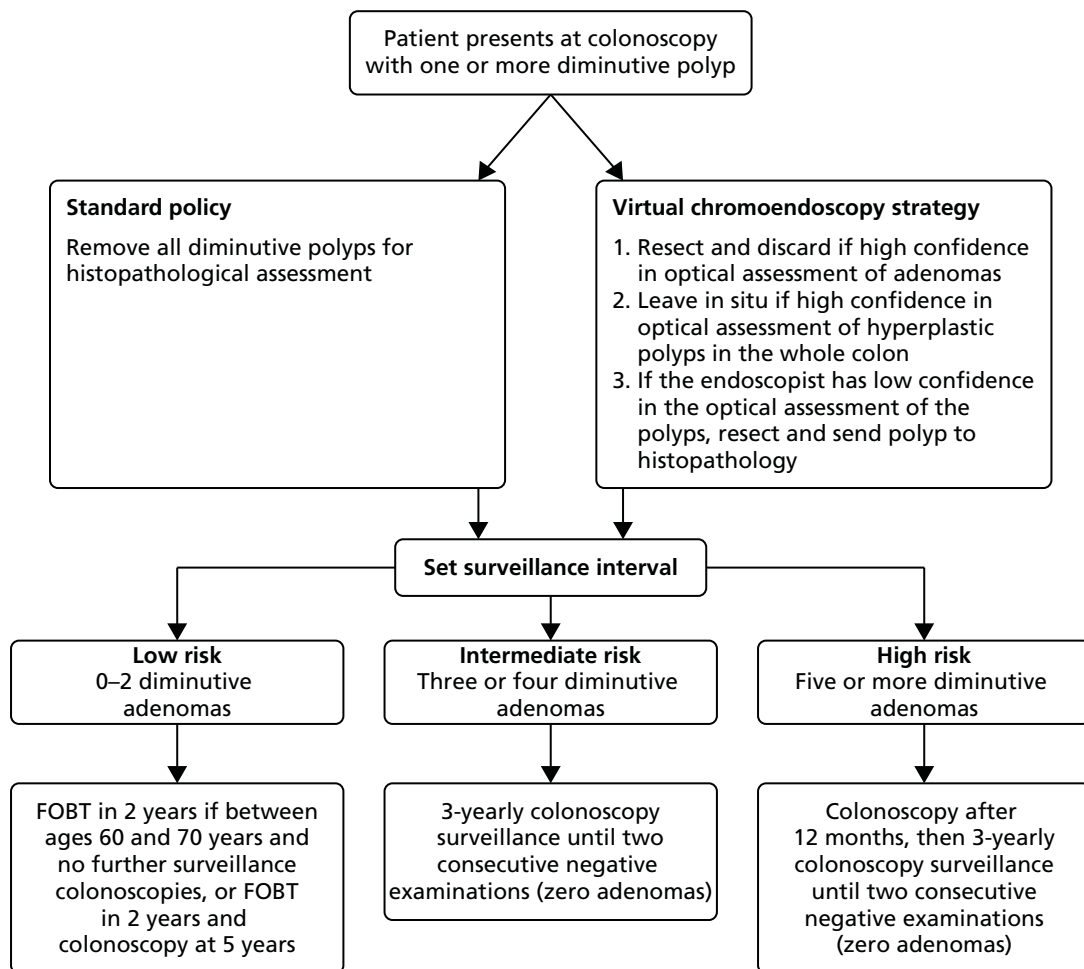 Patient presents at colonoscopy
with one or more diminutive polyp
Standard policy
Remove all diminutive polyps for
histopathological assessment
Virtual chromoendoscopy strategy
1. Resect and discard if high confidence
in optical assessment of adenomas
2. Leave in situ if high confidence in
optical assessment of hyperplastic
polyps in the whole colon
3. If the endoscopist has low confidence
in the optical assessment of the
polyps, resect and send polyp to
histopathology
Set surveillance interval
Low risk
0–2 diminutive
adenomas
Intermediate risk
Three or four diminutive
adenomas
High risk
Five or more diminutive
adenomas
FOBT in 2 years if between
ages 60 and 70 years and
no further surveillance
colonoscopies, or FOBT
in 2 years and
colonoscopy at 5 years
3-yearly colonoscopy
surveillance until two
consecutive negative
examinations (zero adenomas)
Colonoscopy after
12 months, then 3-yearly
colonoscopy surveillance
until two consecutive
negative examinations
(zero adenomas)